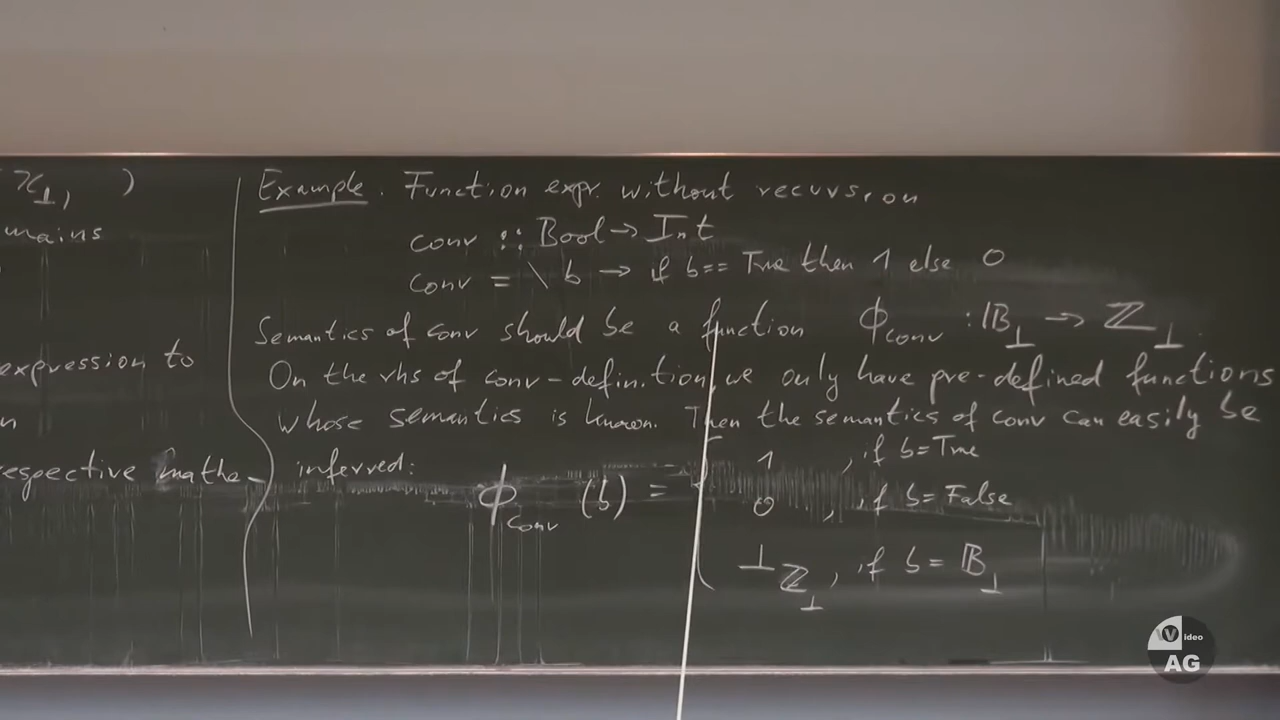 ℤ⊥, )
mains
expression to
n
respective mathe-
Example. Function expr. without recursion
conv :: Bool → Int
conv = \ b → if b == True then 1 else 0
Semantics of conv should be a function ϕconv : 𝔹⊥ → ℤ⊥.
On the rhs of conv-definition, we only have pre-defined functions
whose semantics is known. Then the semantics of conv can easily be
inferred:
1 , if b = True
ϕconv (b) = { 0 , if b = False
⊥ℤ⊥ , if b = 𝔹⊥
Video
AG